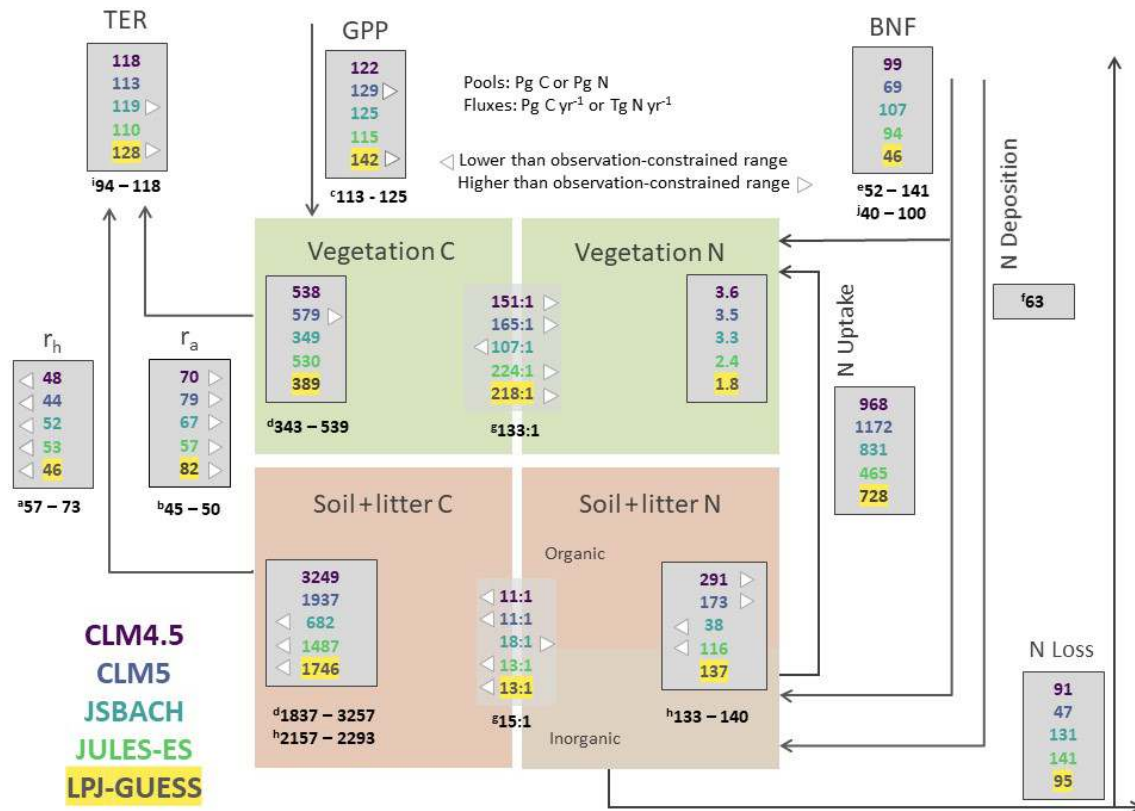 TER
118
113
119
110
128
ⁱ94 – 118
GPP
122
129
125
115
142
ᶜ113 - 125
Pools: Pg C or Pg N
Fluxes: Pg C yr⁻¹ or Tg N yr⁻¹
Lower than observation-constrained range
Higher than observation-constrained range
BNF
99
69
107
94
46
ᵉ52 – 141
ʲ40 – 100
N Deposition
ᶠ63
Vegetation C
538
579
349
530
389
ᵈ343 – 539
151:1
165:1
107:1
224:1
218:1
ᵍ133:1
Vegetation N
3.6
3.5
3.3
2.4
1.8
N Uptake
968
1172
831
465
728
rₕ
48
44
52
53
46
ᵃ57 – 73
rₐ
70
79
67
57
82
ᵇ45 – 50
Soil+litter C
3249
1937
682
1487
1746
ᵈ1837 – 3257
ʰ2157 – 2293
11:1
11:1
18:1
13:1
13:1
ᵍ15:1
Soil+litter N
Organic
291
173
38
116
137
ʰ133 – 140
Inorganic
N Loss
91
47
131
141
95
CLM4.5
CLM5
JSBACH
JULES-ES
LPJ-GUESS